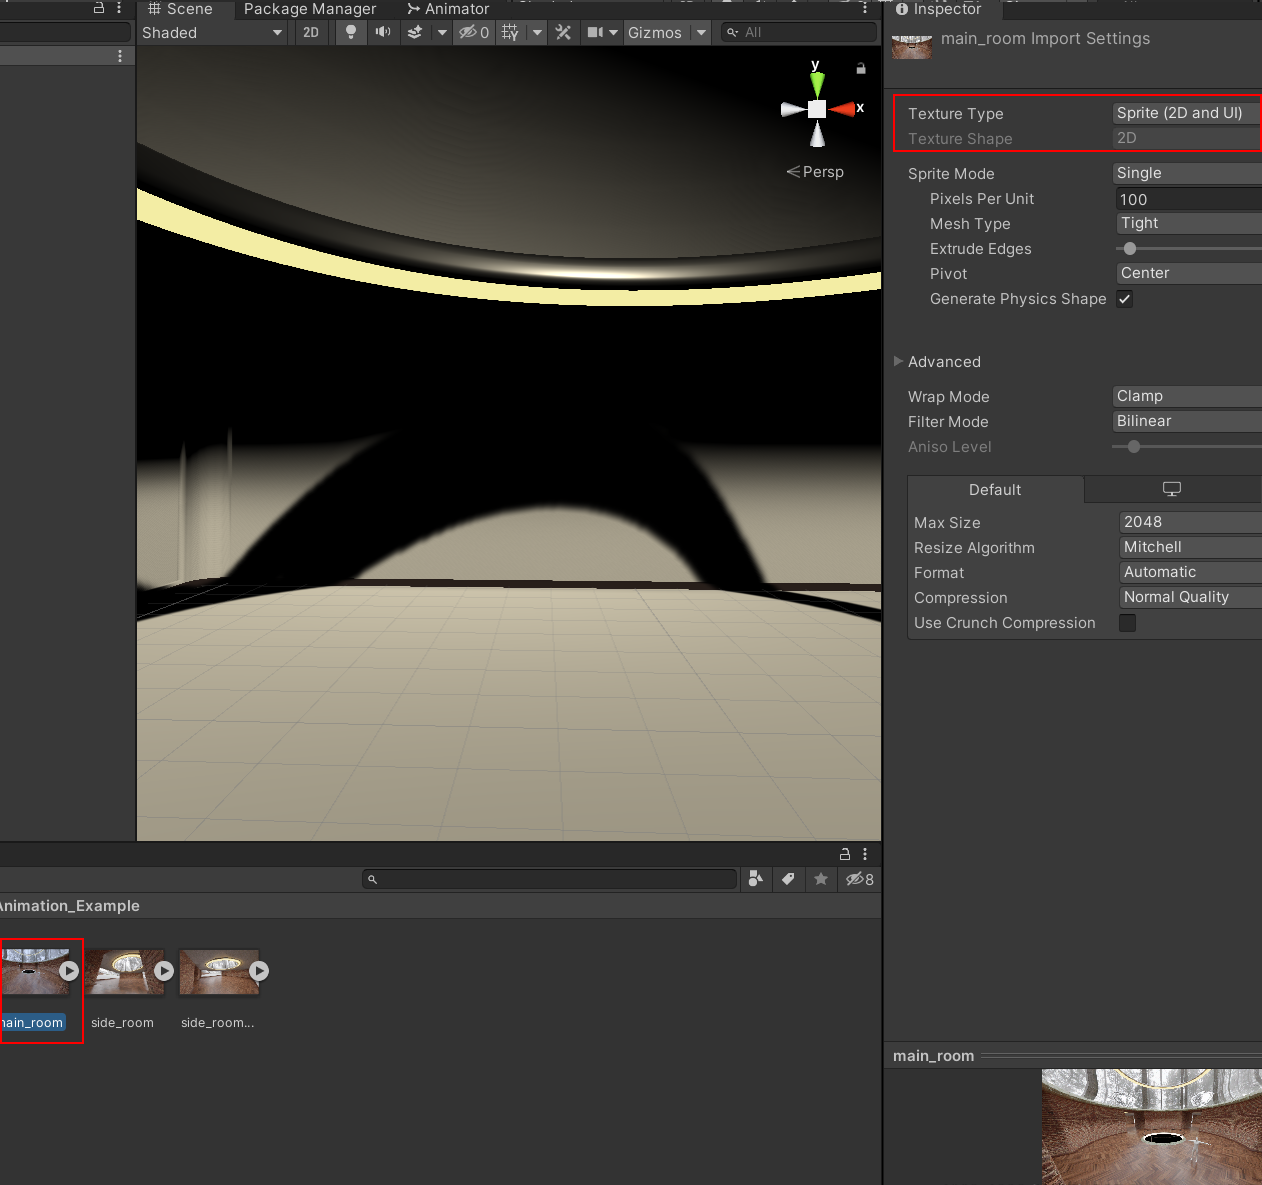 Scene
Package Manager
Animator
Inspector
Shaded
2D
0
Gizmos
All
main_room Import Settings
y
x
Persp
Texture Type
Sprite (2D and UI)
Texture Shape
2D
Sprite Mode
Single
Pixels Per Unit
100
Mesh Type
Tight
Extrude Edges
Pivot
Center
Generate Physics Shape
Advanced
Wrap Mode
Clamp
Filter Mode
Bilinear
Aniso Level
Default
Max Size
2048
Resize Algorithm
Mitchell
Format
Automatic
Compression
Normal Quality
Use Crunch Compression
8
Animation_Example
main_room
side_room
side_room...
main_room